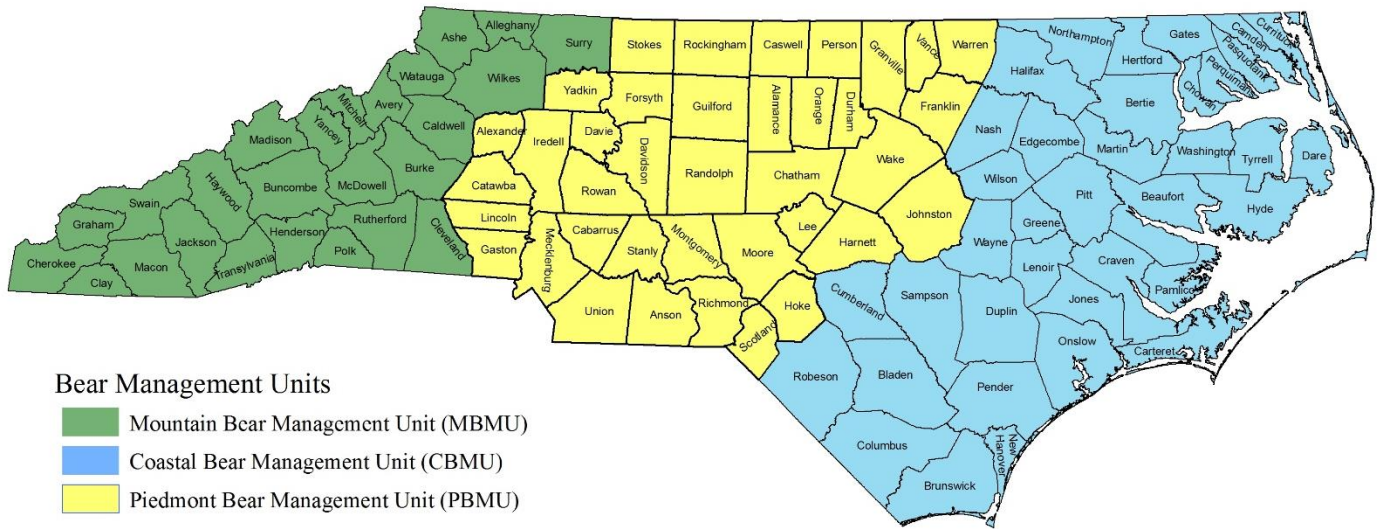 Ashe
Alleghany
Surry
Stokes
Rockingham
Caswell
Person
Granville
Vance
Warren
Northampton
Gates
Camden
Currituck
Pasquotank
Perquimans
Chowan
Hertford
Halifax
Bertie
Watauga
Wilkes
Yadkin
Forsyth
Guilford
Alamance
Orange
Durham
Franklin
Nash
Edgecombe
Martin
Washington
Tyrrell
Dare
Mitchell
Avery
Yancey
Madison
Caldwell
Alexander
Iredell
Davie
Davidson
Randolph
Chatham
Wake
Wilson
Pitt
Beaufort
Hyde
Haywood
Buncombe
McDowell
Burke
Catawba
Rowan
Johnston
Greene
Swain
Graham
Jackson
Henderson
Rutherford
Polk
Cleveland
Lincoln
Gaston
Mecklenburg
Cabarrus
Stanly
Montgomery
Moore
Lee
Harnett
Wayne
Lenoir
Craven
Pamlico
Cherokee
Clay
Macon
Transylvania
Union
Anson
Richmond
Scotland
Hoke
Cumberland
Sampson
Duplin
Jones
Onslow
Carteret
Robeson
Bladen
Pender
Columbus
Brunswick
New
Hanover
Bear Management Units
Mountain Bear Management Unit (MBMU)
Coastal Bear Management Unit (CBMU)
Piedmont Bear Management Unit (PBMU)